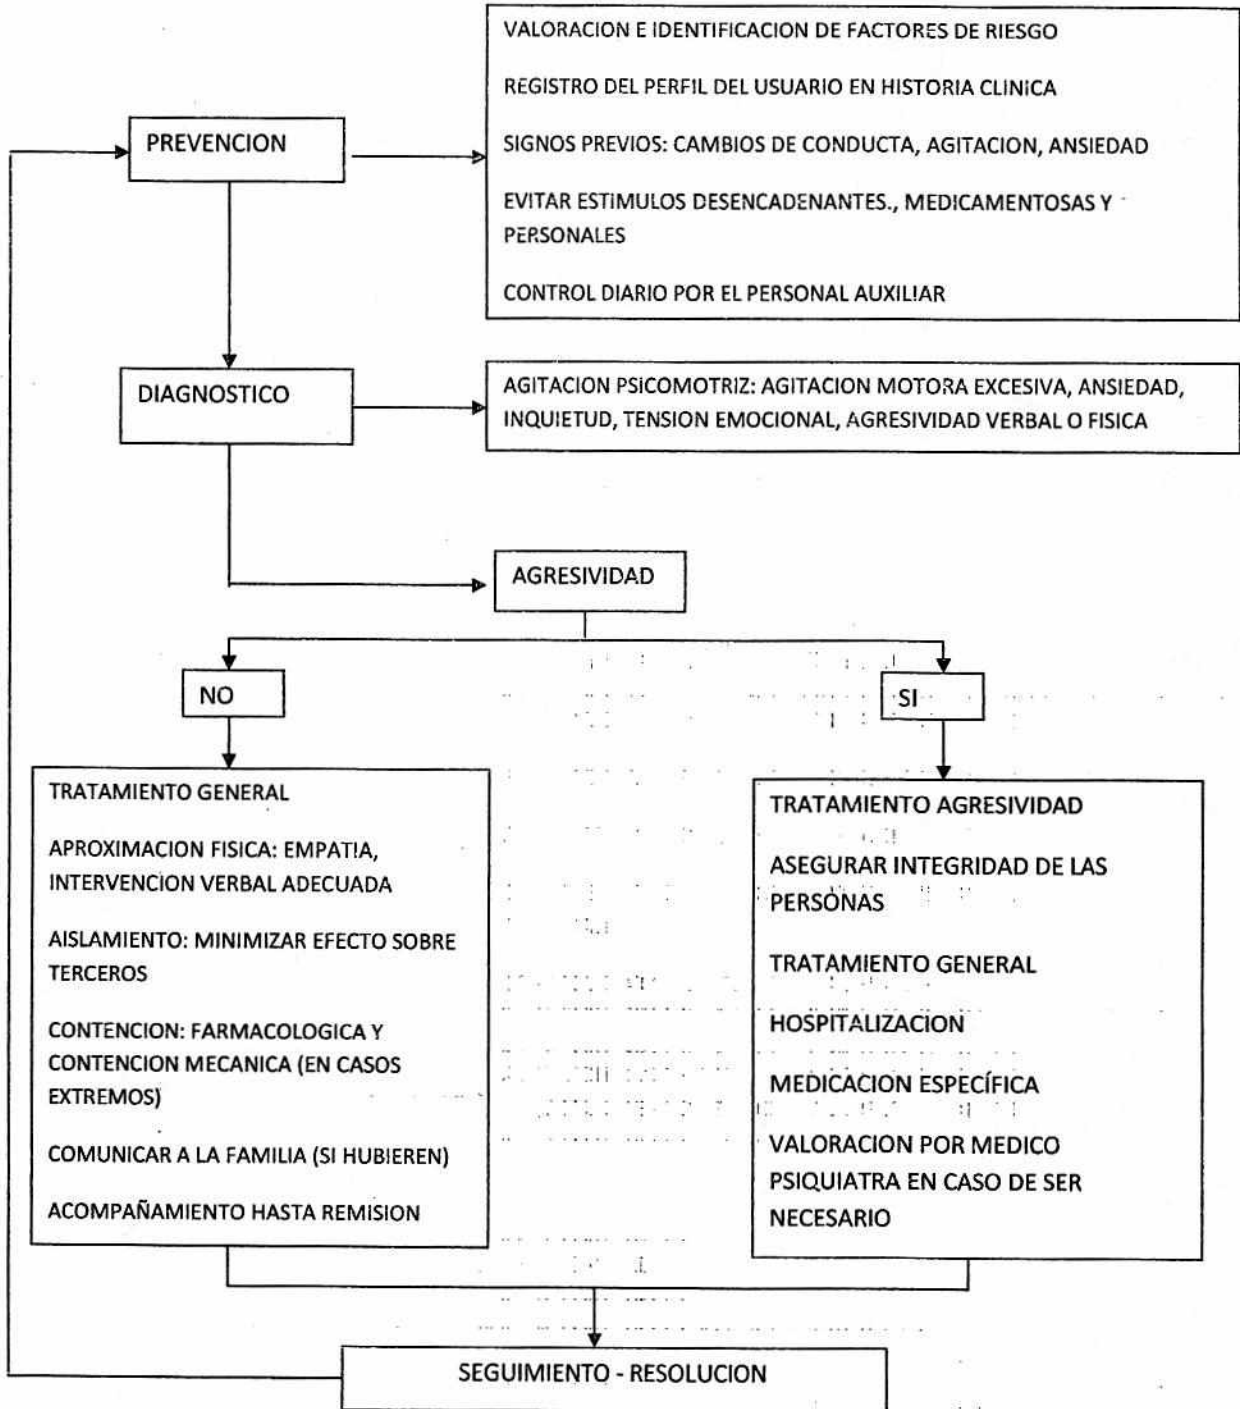 VALORACION E IDENTIFICACION DE FACTORES DE RIESGO
REGISTRO DEL PERFIL DEL USUARIO EN HISTORIA CLINICA
SIGNOS PREVIOS: CAMBIOS DE CONDUCTA, AGITACION, ANSIEDAD
EVITAR ESTIMULOS DESENCADENANTES., MEDICAMENTOSAS Y
PERSONALES
CONTROL DIARIO POR EL PERSONAL AUXILIAR
PREVENCION
DIAGNOSTICO
AGITACION PSICOMOTRIZ: AGITACION MOTORA EXCESIVA, ANSIEDAD,
INQUIETUD, TENSION EMOCIONAL, AGRESIVIDAD VERBAL O FISICA
AGRESIVIDAD
NO
SI
TRATAMIENTO GENERAL
APROXIMACION FISICA: EMPATIA,
INTERVENCION VERBAL ADECUADA
AISLAMIENTO: MINIMIZAR EFECTO SOBRE
TERCEROS
CONTENCION: FARMACOLOGICA Y
CONTENCION MECANICA (EN CASOS
EXTREMOS)
COMUNICAR A LA FAMILIA (SI HUBIEREN)
ACOMPAÑAMIENTO HASTA REMISION
TRATAMIENTO AGRESIVIDAD
ASEGURAR INTEGRIDAD DE LAS
PERSONAS
TRATAMIENTO GENERAL
HOSPITALIZACION
MEDICACION ESPECÍFICA
VALORACION POR MEDICO
PSIQUIATRA EN CASO DE SER
NECESARIO
SEGUIMIENTO - RESOLUCION